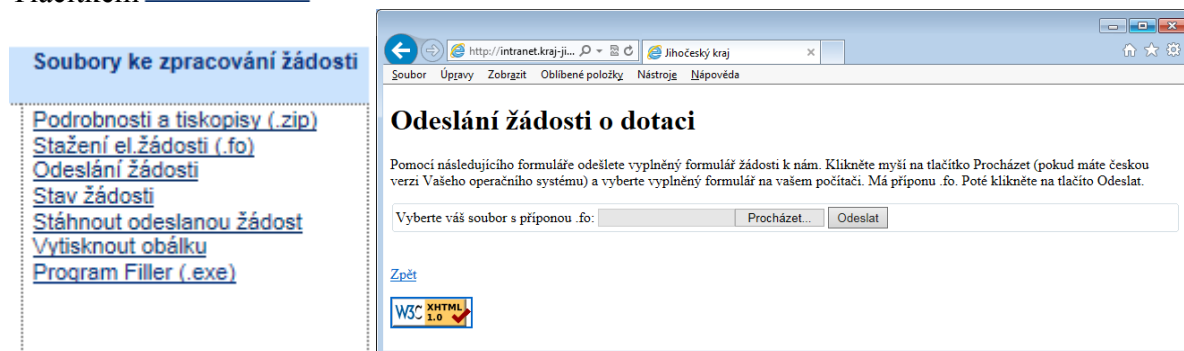 Soubory ke zpracování žádosti
Podrobnosti a tiskopisy (.zip)
Stažení el.žádosti (.fo)
Odeslání žádosti
Stav žádosti
Stáhnout odeslanou žádost
Vytisknout obálku
Program Filler (.exe)
http://intranet.kraj-ji... Jihočeský kraj
Soubor Úpravy Zobrazit Oblíbené položky Nástroje Nápověda
Odeslání žádosti o dotaci
Pomocí následujícího formuláře odešlete vyplněný formulář žádosti k nám. Klikněte myší na tlačítko Procházet (pokud máte českou
verzi Vašeho operačního systému) a vyberte vyplněný formulář na vašem počítači. Má příponu .fo. Poté klikněte na tlačíto Odeslat.
Vyberte váš soubor s příponou .fo: Procházet... Odeslat
Zpět
W3C XHTML
1.0